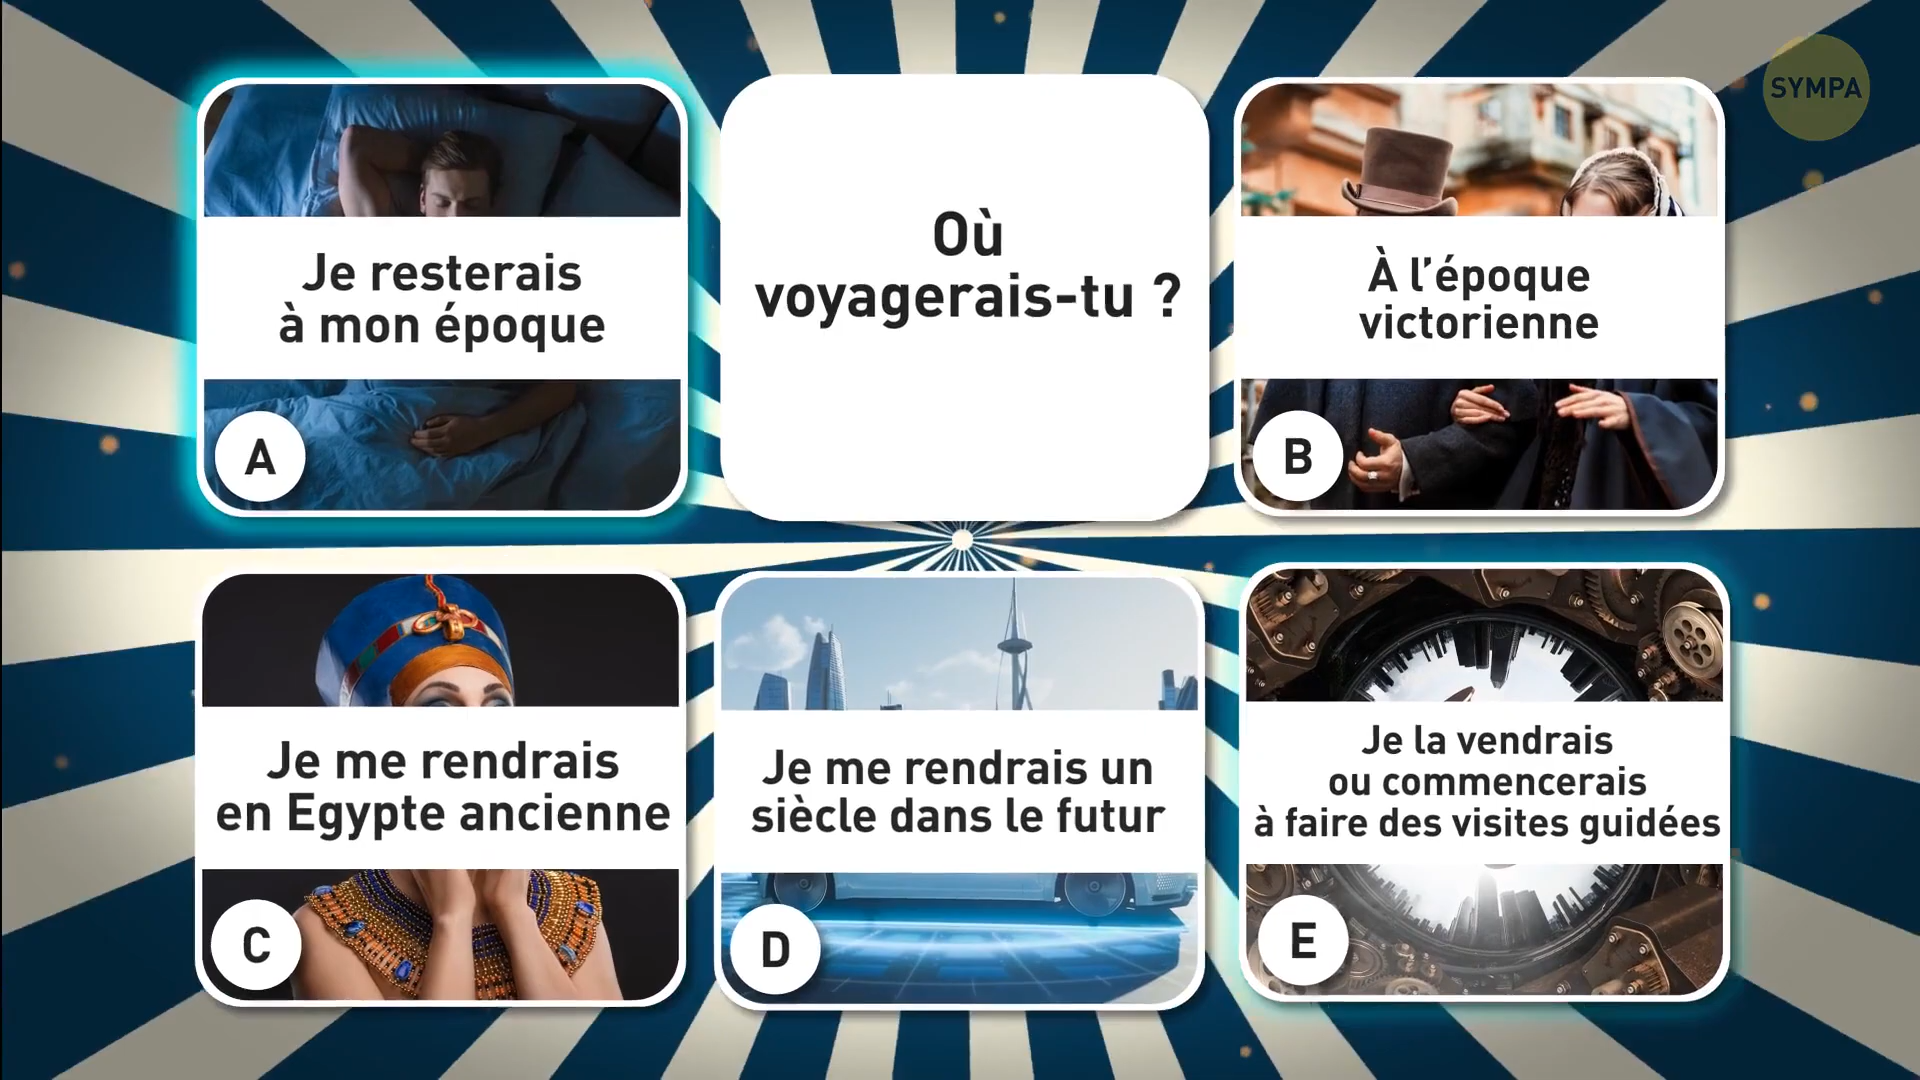 SYMPA
Je resterais
à mon époque
A
Où
voyagerais-tu ?
À l’époque
victorienne
B
Je me rendrais
en Egypte ancienne
C
Je me rendrais un
siècle dans le futur
D
Je la vendrais
ou commencerais
à faire des visites guidées
E